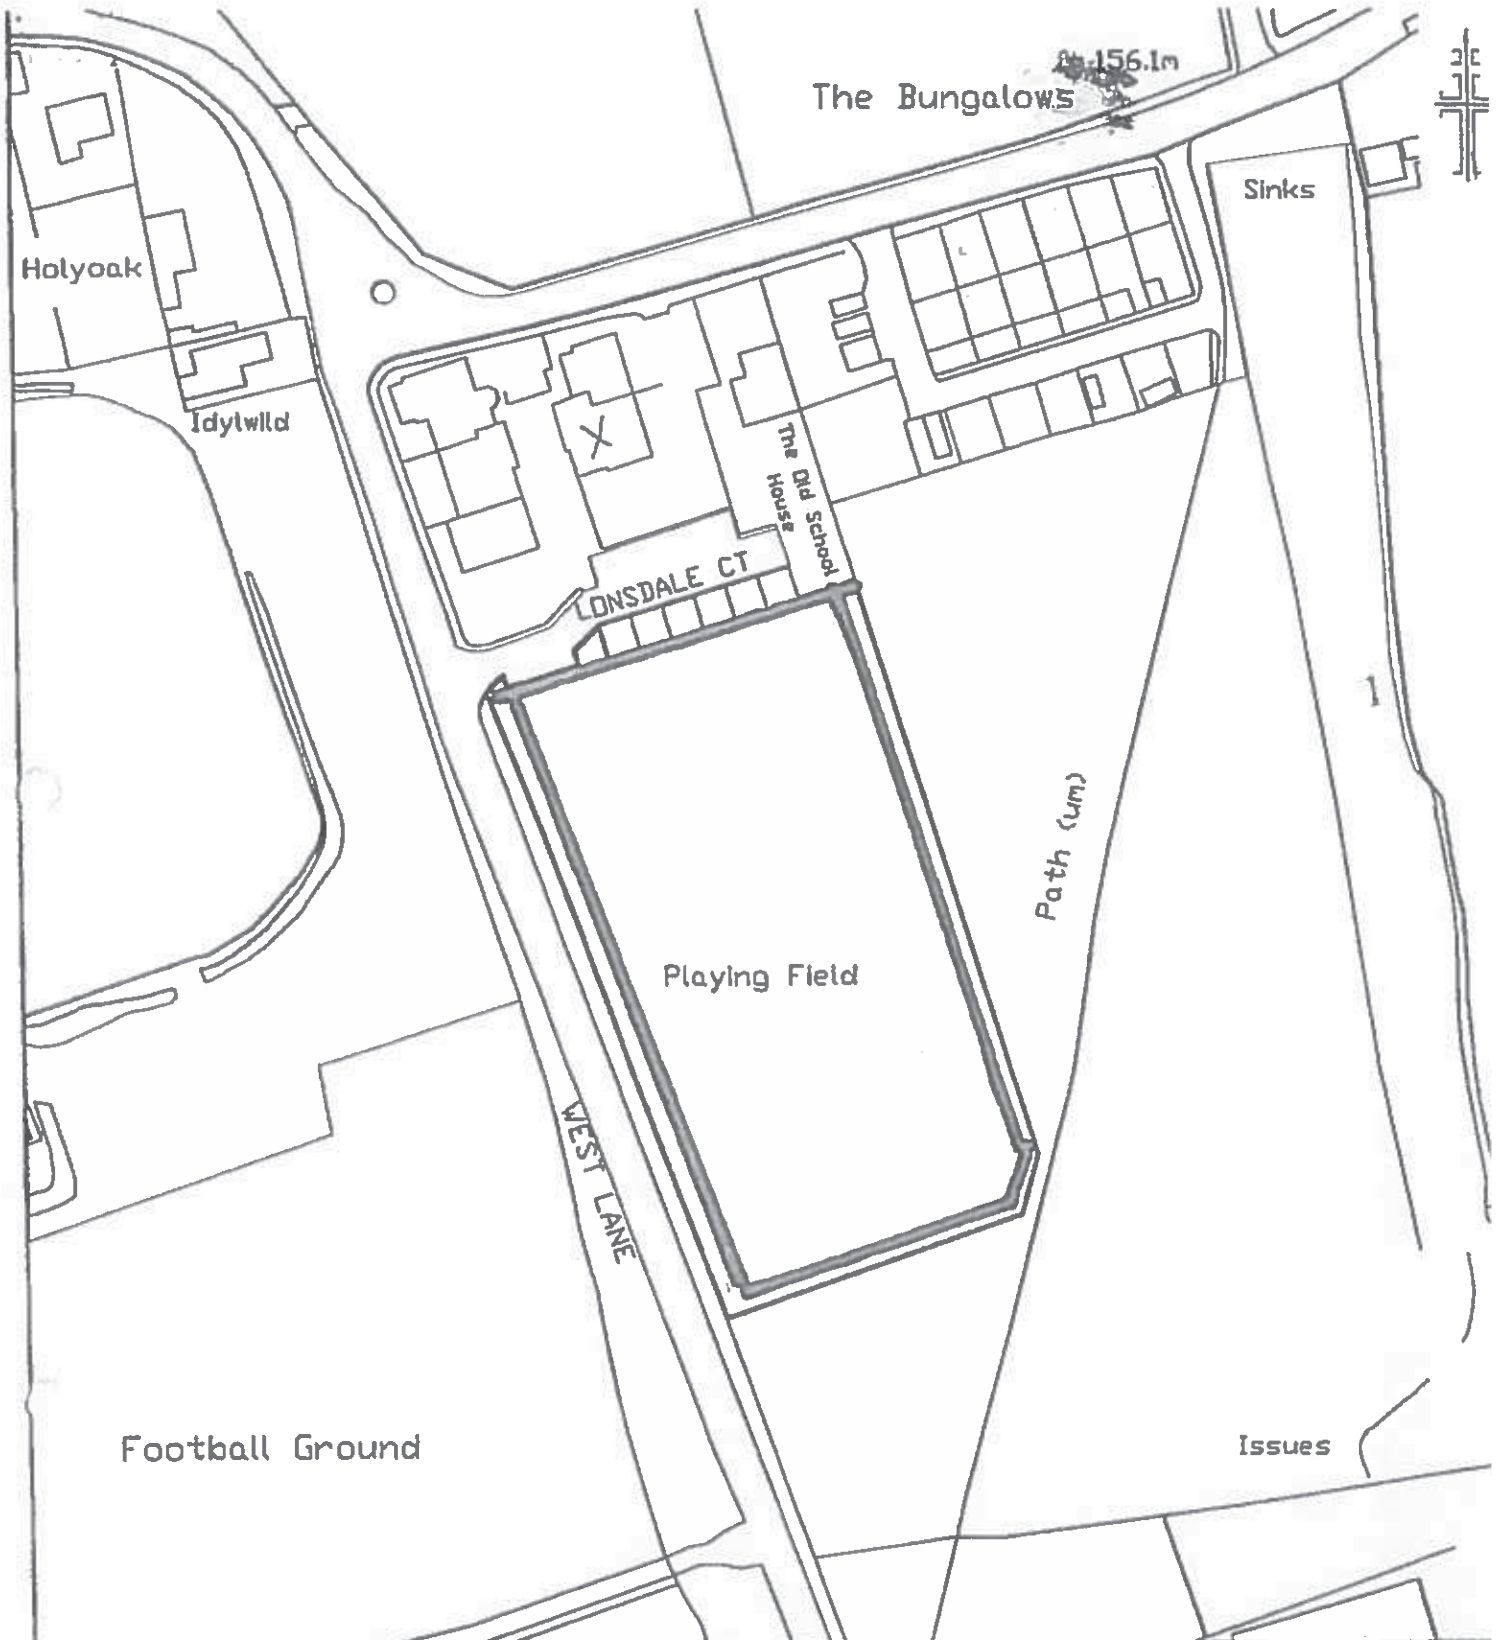 156.1m
The Bungalows
Sinks
Holyoak
Idylwild
X
The Old School
House
LONSDALE CT
1
Path (um)
Playing Field
WEST LANE
Football Ground
Issues